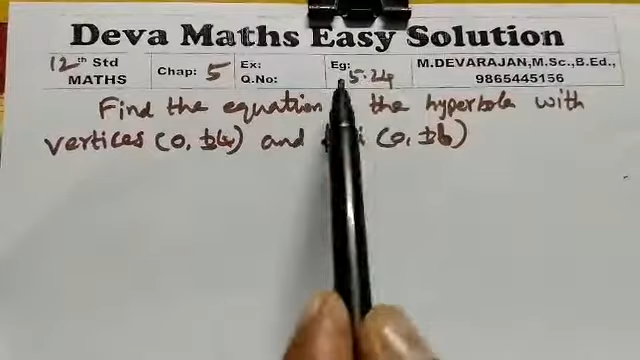 Deva Maths Easy Solution
12th Std MATHS Chap: 5 Ex: Q.No: Eg: 5.24 M.DEVARAJAN,M.Sc.,B.Ed., 9865445156
Find the equation the hyperbola with
vertices (0, ±4) and (0, ±6)